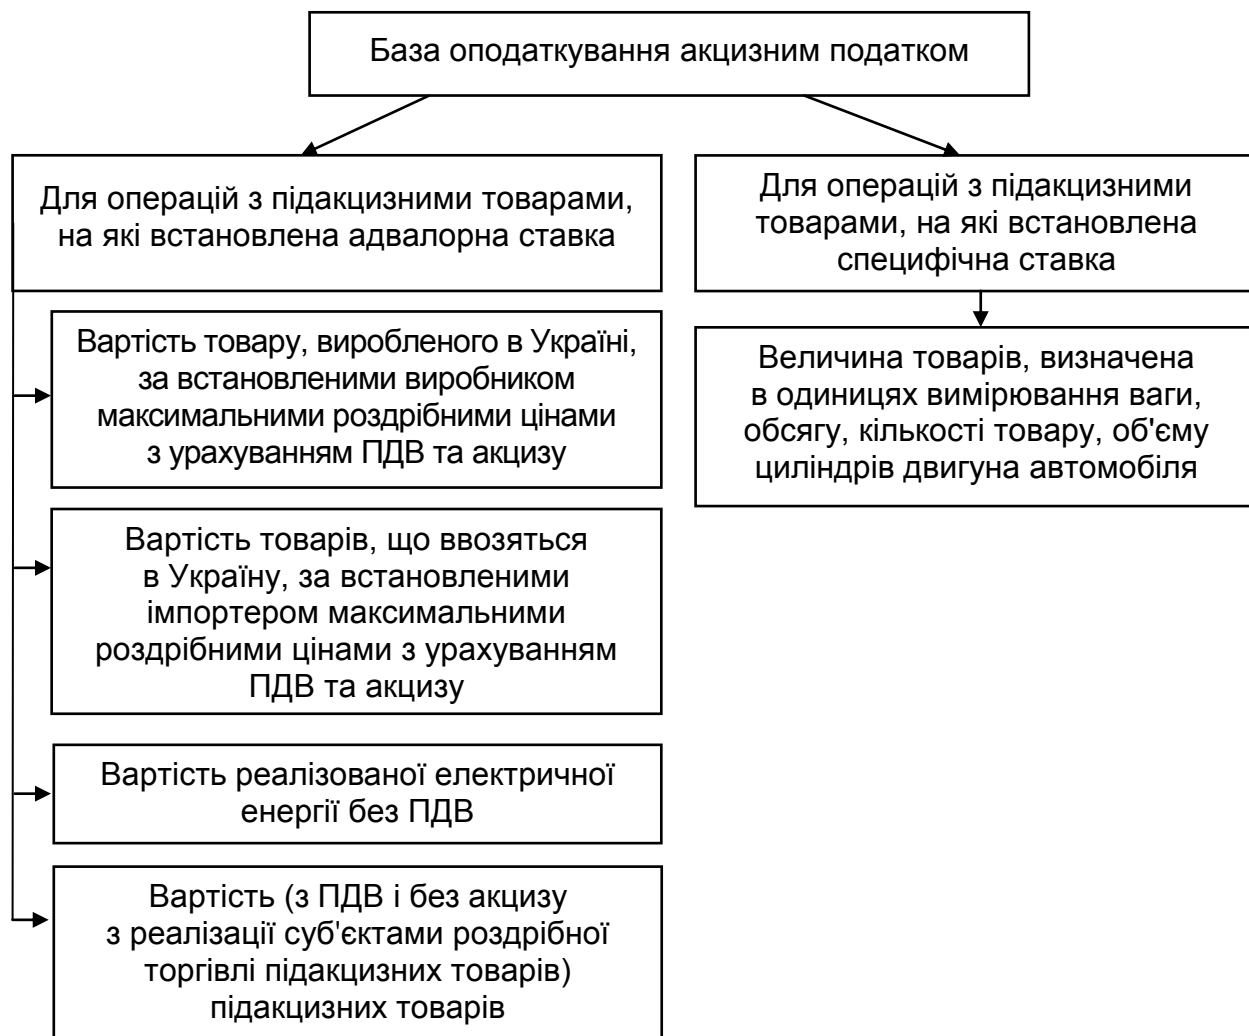 База оподаткування акцизним податком
Для операцій з підакцизними товарами,
на які встановлена адвалорна ставка
Для операцій з підакцизними
товарами, на які встановлена
специфічна ставка
Вартість товару, виробленого в Україні,
за встановленими виробником
максимальними роздрібними цінами
з урахуванням ПДВ та акцизу
Величина товарів, визначена
в одиницях вимірювання ваги,
обсягу, кількості товару, об'єму
циліндрів двигуна автомобіля
Вартість товарів, що ввозяться
в Україну, за встановленими
імпортером максимальними
роздрібними цінами з урахуванням
ПДВ та акцизу
Вартість реалізованої електричної
енергії без ПДВ
Вартість (з ПДВ і без акцизу
з реалізації суб'єктами роздрібної
торгівлі підакцизних товарів)
підакцизних товарів